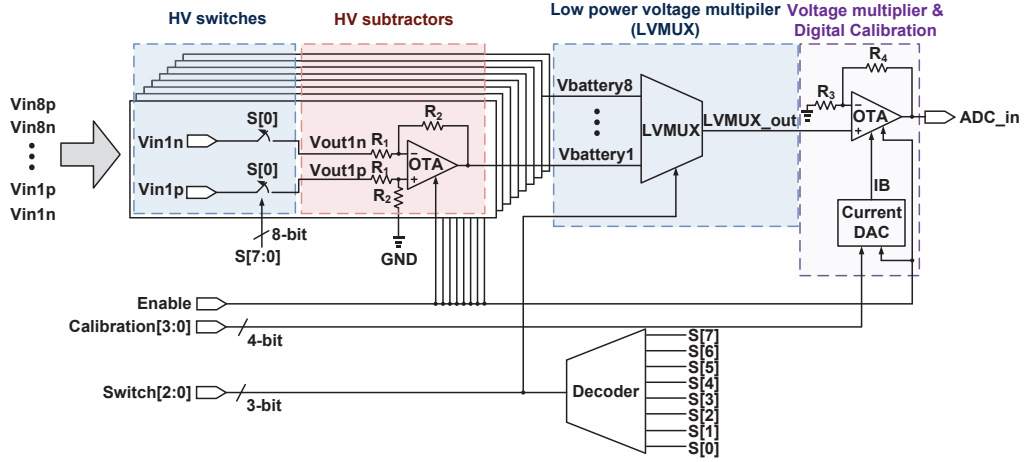 HV switches
HV subtractors
Low power voltage multipiler
(LVMUX)
Voltage multiplier &
Digital Calibration
Vin8p
Vin8n
Vin1p
Vin1n
S[0]
Vin1n
S[0]
Vin1p
8-bit
S[7:0]
Vout1n
R1
R2
Vout1p
R1
R2
OTA
GND
Vbattery8
Vbattery1
LVMUX
LVMUX_out
R3
R4
OTA
ADC_in
IB
Current
DAC
Enable
Calibration[3:0]
4-bit
Switch[2:0]
3-bit
Decoder
S[7]
S[6]
S[5]
S[4]
S[3]
S[2]
S[1]
S[0]